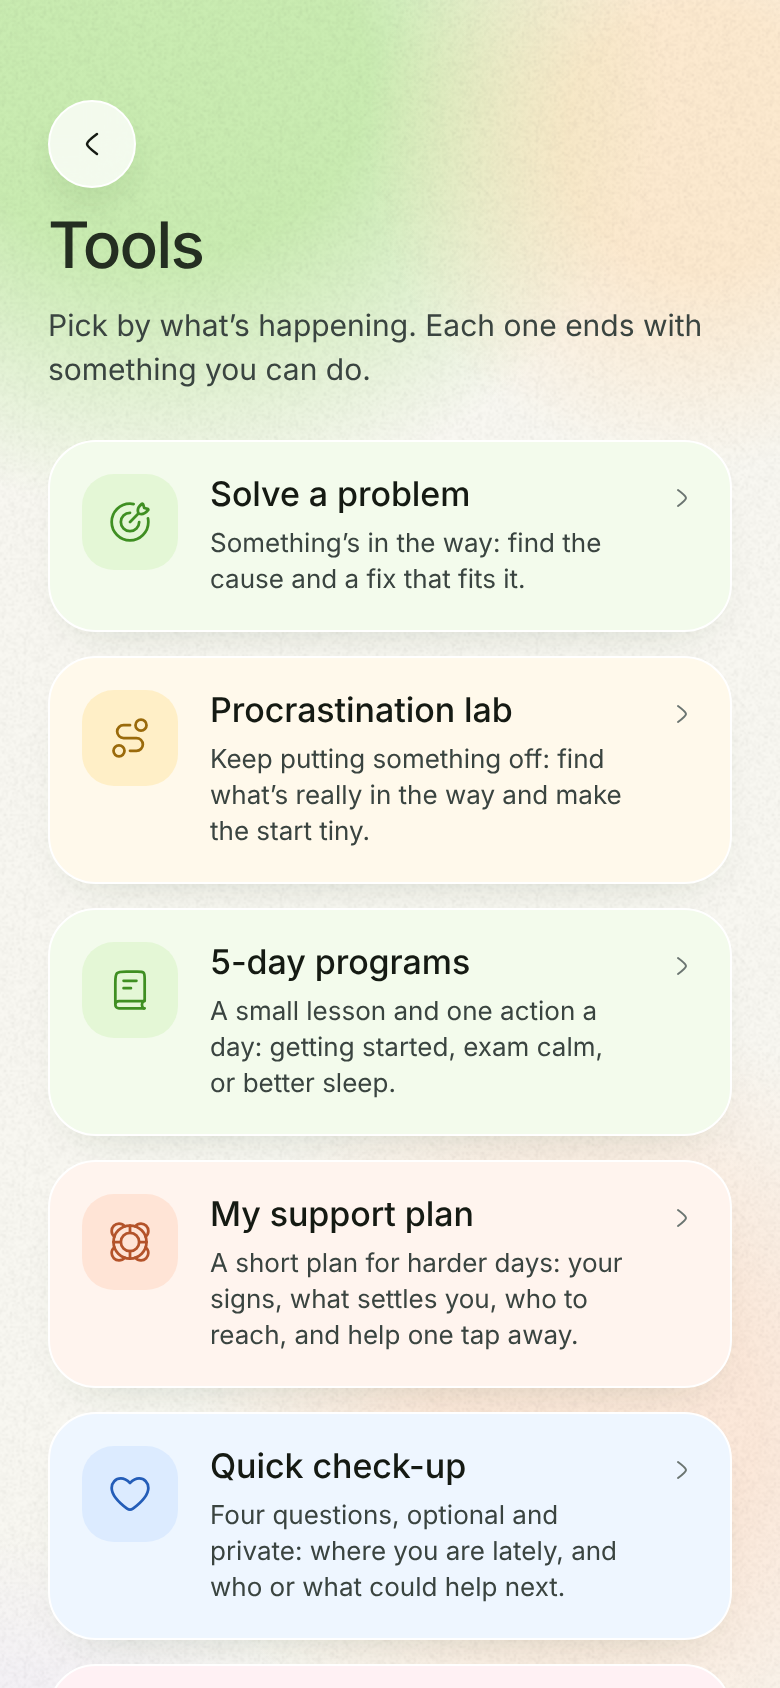 Tools
Pick by what’s happening. Each one ends with
something you can do.
Solve a problem
Something’s in the way: find the
cause and a fix that fits it.
Procrastination lab
Keep putting something off: find
what’s really in the way and make
the start tiny.
5-day programs
A small lesson and one action a
day: getting started, exam calm,
or better sleep.
My support plan
A short plan for harder days: your
signs, what settles you, who to
reach, and help one tap away.
Quick check-up
Four questions, optional and
private: where you are lately, and
who or what could help next.